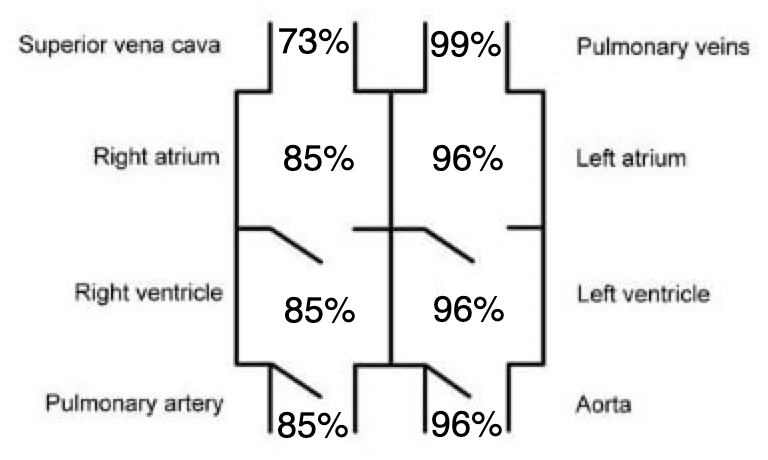 Superior vena cava 73% 99% Pulmonary veins
Right atrium 85% 96% Left atrium
Right ventricle 85% 96% Left ventricle
Pulmonary artery 85% 96% Aorta